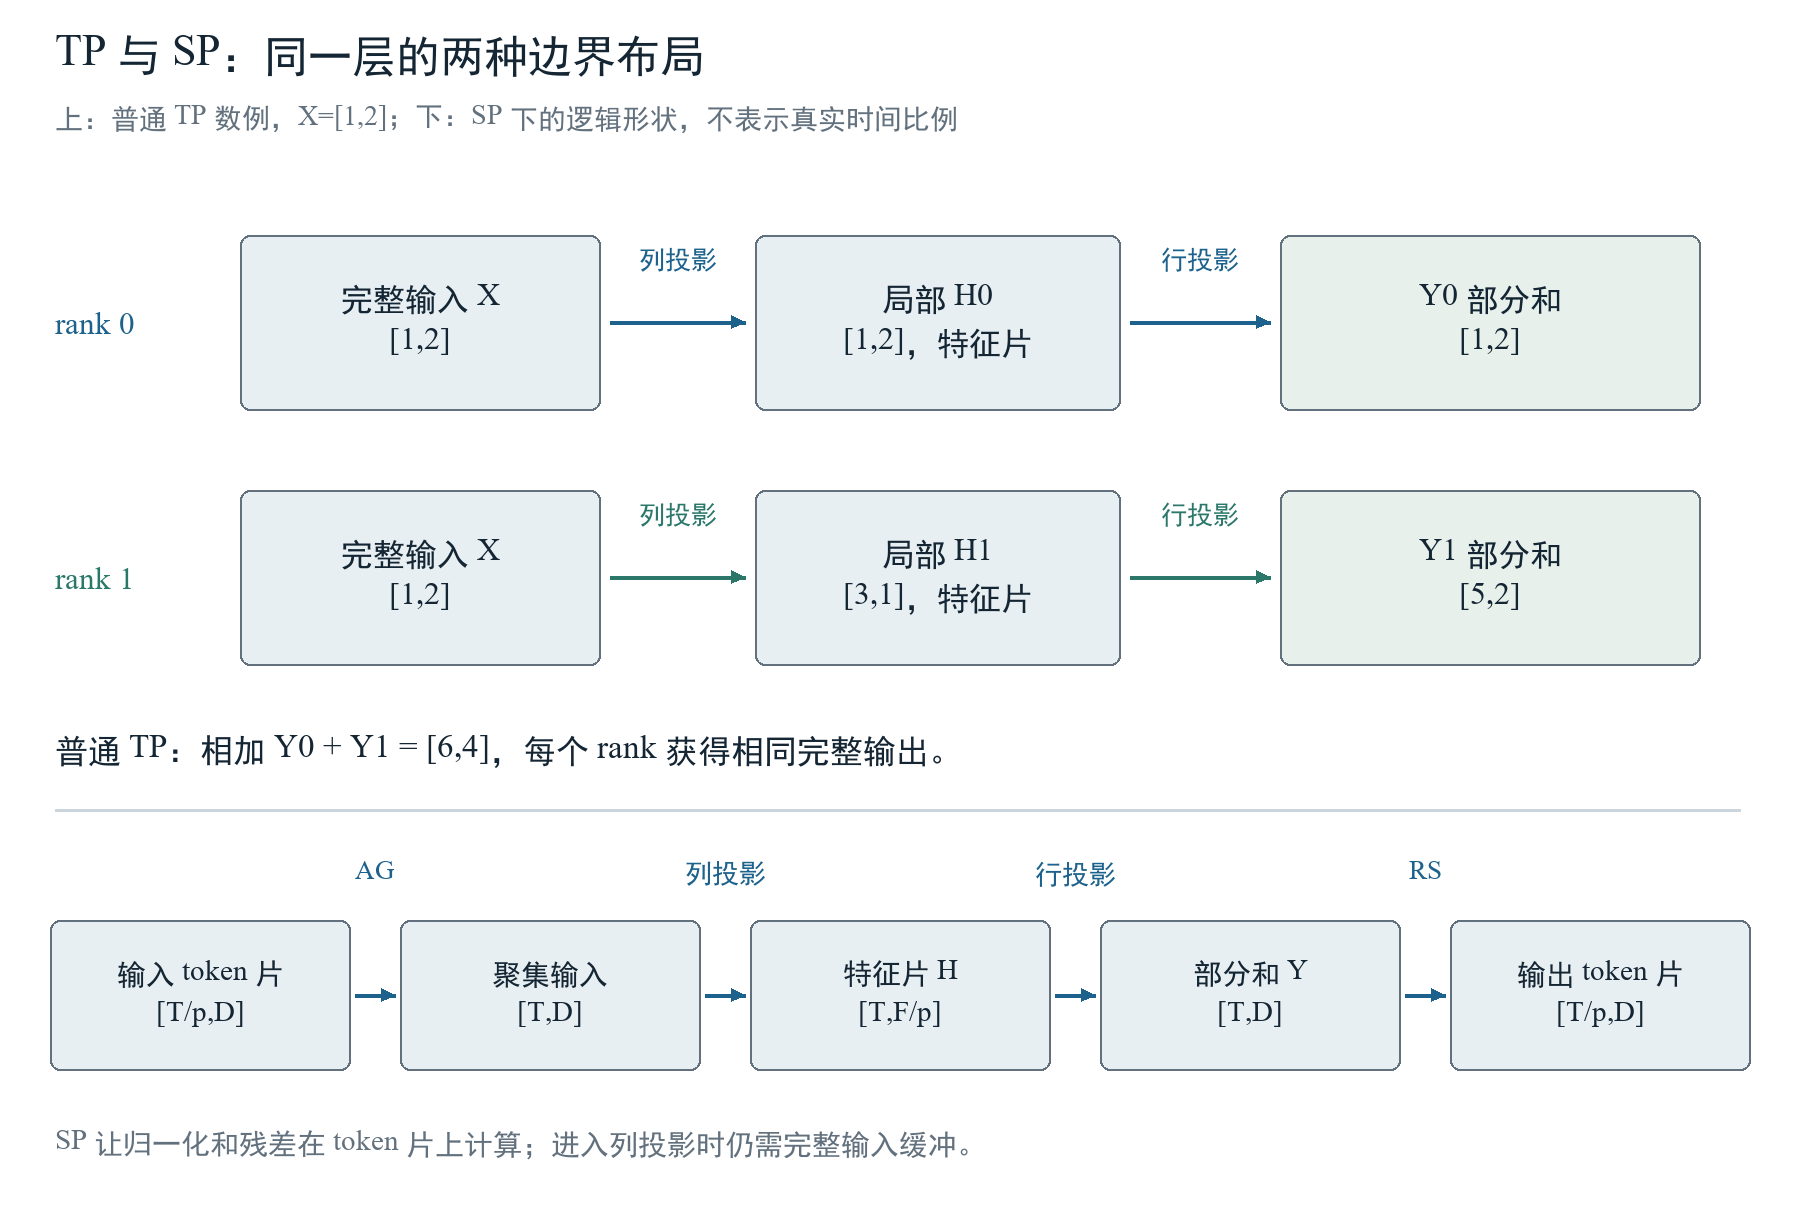 TP 与 SP：同一层的两种边界布局
上：普通 TP 数例，X=[1,2]；下：SP 下的逻辑形状，不表示真实时间比例
rank 0
完整输入 X
[1,2]
列投影
局部 H0
[1,2]，特征片
行投影
Y0 部分和
[1,2]
rank 1
完整输入 X
[1,2]
列投影
局部 H1
[3,1]，特征片
行投影
Y1 部分和
[5,2]
普通 TP：相加 Y0 + Y1 = [6,4]，每个 rank 获得相同完整输出。
AG
列投影
行投影
RS
输入 token 片
[T/p,D]
聚集输入
[T,D]
特征片 H
[T,F/p]
部分和 Y
[T,D]
输出 token 片
[T/p,D]
SP 让归一化和残差在 token 片上计算；进入列投影时仍需完整输入缓冲。